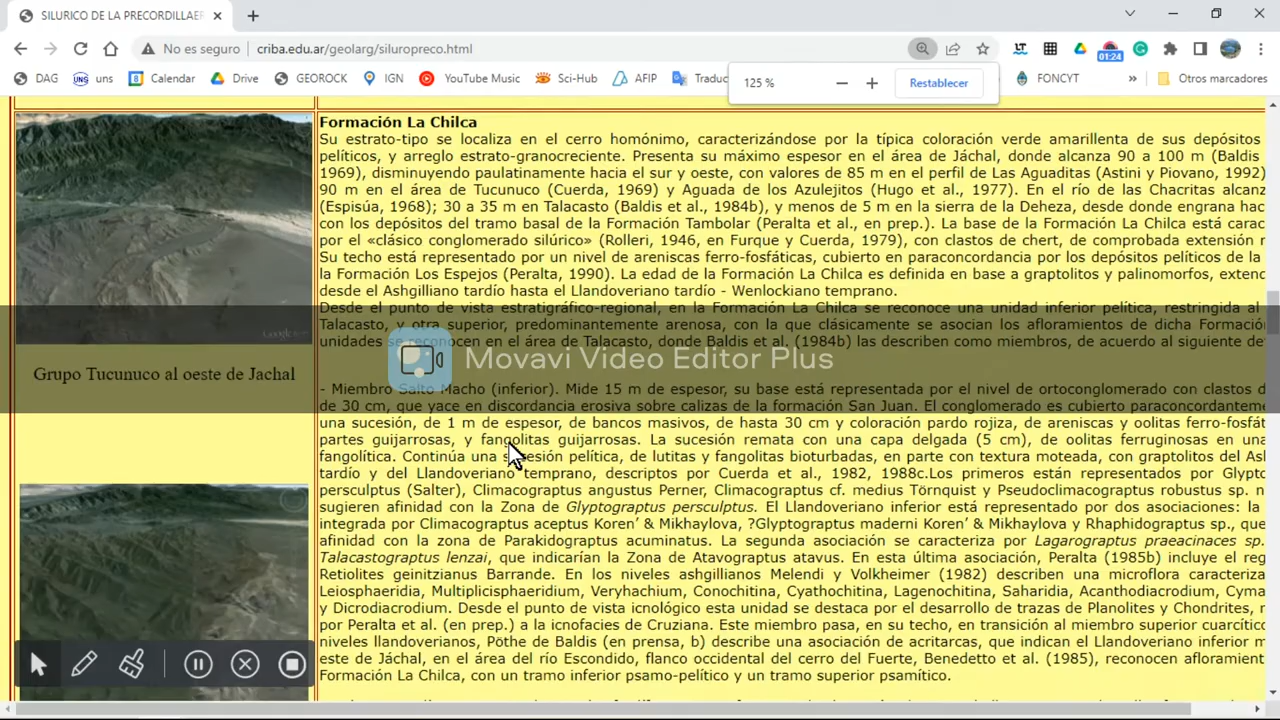 SILURICO DE LA PRECORDILLAER
No es seguro
criba.edu.ar/geolarg/siluropreco.html
01:24
DAG
uns
Calendar
Drive
GEOROCK
IGN
YouTube Music
Sci-Hub
AFIP
Traduc
FONCYT
»
Otros marcadores
125 %
Restablecer
Formación La Chilca
Su estrato-tipo se localiza en el cerro homónimo, caracterizándose por la típica coloración verde amarillenta de sus depósitos
pelíticos, y arreglo estrato-granocreciente. Presenta su máximo espesor en el área de Jáchal, donde alcanza 90 a 100 m (Baldis
1969), disminuyendo paulatinamente hacia el sur y oeste, con valores de 85 m en el perfil de Las Aguaditas (Astini y Piovano, 1992)
90 m en el área de Tucunuco (Cuerda, 1969) y Aguada de los Azulejitos (Hugo et al., 1977). En el río de las Chacritas alcanz
(Espisúa, 1968); 30 a 35 m en Talacasto (Baldis et al., 1984b), y menos de 5 m en la sierra de la Deheza, desde donde engrana hac
con los depósitos del tramo basal de la Formación Tambolar (Peralta et al., en prep.). La base de la Formación La Chilca está carac
por el «clásico conglomerado silúrico» (Rolleri, 1946, en Furque y Cuerda, 1979), con clastos de chert, de comprobada extensión r
Su techo está representado por un nivel de areniscas ferro-fosfáticas, cubierto en paraconcordancia por los depósitos pelíticos de la
la Formación Los Espejos (Peralta, 1990). La edad de la Formación La Chilca es definida en base a graptolitos y palinomorfos, extenc
desde el Ashgilliano tardío hasta el Llandoveriano tardío - Wenlockiano temprano.
Desde el punto de vista estratigráfico-regional, en la Formación La Chilca se reconoce una unidad inferior pelítica, restringida al
Talacasto, y otra superior, predominantemente arenosa, con la que clásicamente se asocian los afloramientos de dicha Formació
unidades se reconocen en el área de Talacasto, donde Baldis et al. (1984b) las describen como miembros, de acuerdo al siguiente de
Movavi Video Editor Plus
Grupo Tucunuco al oeste de Jachal
- Miembro Salto Macho (inferior). Mide 15 m de espesor, su base está representada por el nivel de ortoconglomerado con clastos d
de 30 cm, que yace en discordancia erosiva sobre calizas de la formación San Juan. El conglomerado es cubierto paraconcordanteme
una sucesión, de 1 m de espesor, de bancos masivos, de hasta 30 cm y coloración pardo rojiza, de areniscas y oolitas ferro-fosfát
partes guijarrosas, y fangolitas guijarrosas. La sucesión remata con una capa delgada (5 cm), de oolitas ferruginosas en una
fangolítica. Continúa una sucesión pelítica, de lutitas y fangolitas bioturbadas, en parte con textura moteada, con graptolitos del Asl
tardío y del Llandoveriano temprano, descriptos por Cuerda et al., 1982, 1988c.Los primeros están representados por Glypto
persculptus (Salter), Climacograptus angustus Perner, Climacograptus cf. medius Törnquist y Pseudoclimacograptus robustus sp. n
sugieren afinidad con la Zona de Glyptograptus persculptus. El Llandoveriano inferior está representado por dos asociaciones: la
integrada por Climacograptus aceptus Koren’ & Mikhaylova, ?Glyptograptus maderni Koren’ & Mikhaylova y Rhaphidograptus sp., que
afinidad con la zona de Parakidograptus acuminatus. La segunda asociación se caracteriza por Lagarograptus praeacinaces sp.
Talacastograptus lenzai, que indicarían la Zona de Atavograptus atavus. En esta última asociación, Peralta (1985b) incluye el reg
Retiolites geinitzianus Barrande. En los niveles ashgillianos Melendi y Volkheimer (1982) describen una microflora caracteriza
Leiosphaeridia, Multiplicisphaeridium, Veryhachium, Conochitina, Cyathochitina, Lagenochitina, Saharidia, Acanthodiacrodium, Cyma
y Dicrodiacrodium. Desde el punto de vista icnológico esta unidad se destaca por el desarrollo de trazas de Planolites y Chondrites, r
por Peralta et al. (en prep.) a la icnofacies de Cruziana. Este miembro pasa, en su techo, en transición al miembro superior cuarcític
niveles llandoverianos, Pöthe de Baldis (en prensa, b) describe una asociación de acritarcas, que indican el Llandoveriano inferior m
este de Jáchal, en el área del río Escondido, flanco occidental del cerro del Fuerte, Benedetto et al. (1985), reconocen afloramient
Formación La Chilca, con un tramo inferior psamo-pelítico y un tramo superior psamítico.